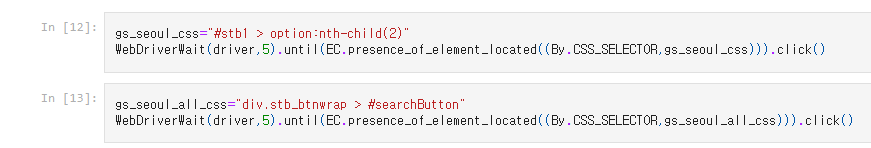 In [12]:
gs_seoul_css="#stb1 > option:nth-child(2)"
WebDriverWait(driver,5).until(EC.presence_of_element_located((By.CSS_SELECTOR,gs_seoul_css))).click()
In [13]:
gs_seoul_all_css="div.stb_btnwrap > #searchButton"
WebDriverWait(driver,5).until(EC.presence_of_element_located((By.CSS_SELECTOR,gs_seoul_all_css))).click()